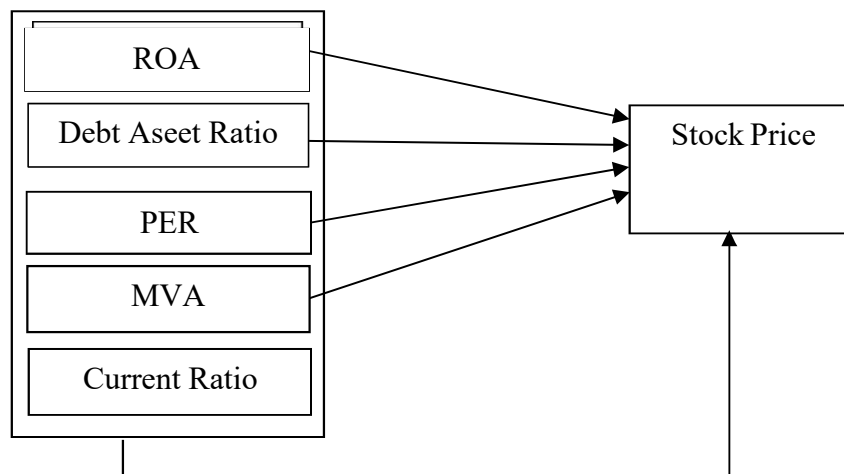 ROA
Debt Aseet Ratio
Stock Price
PER
MVA
Current Ratio